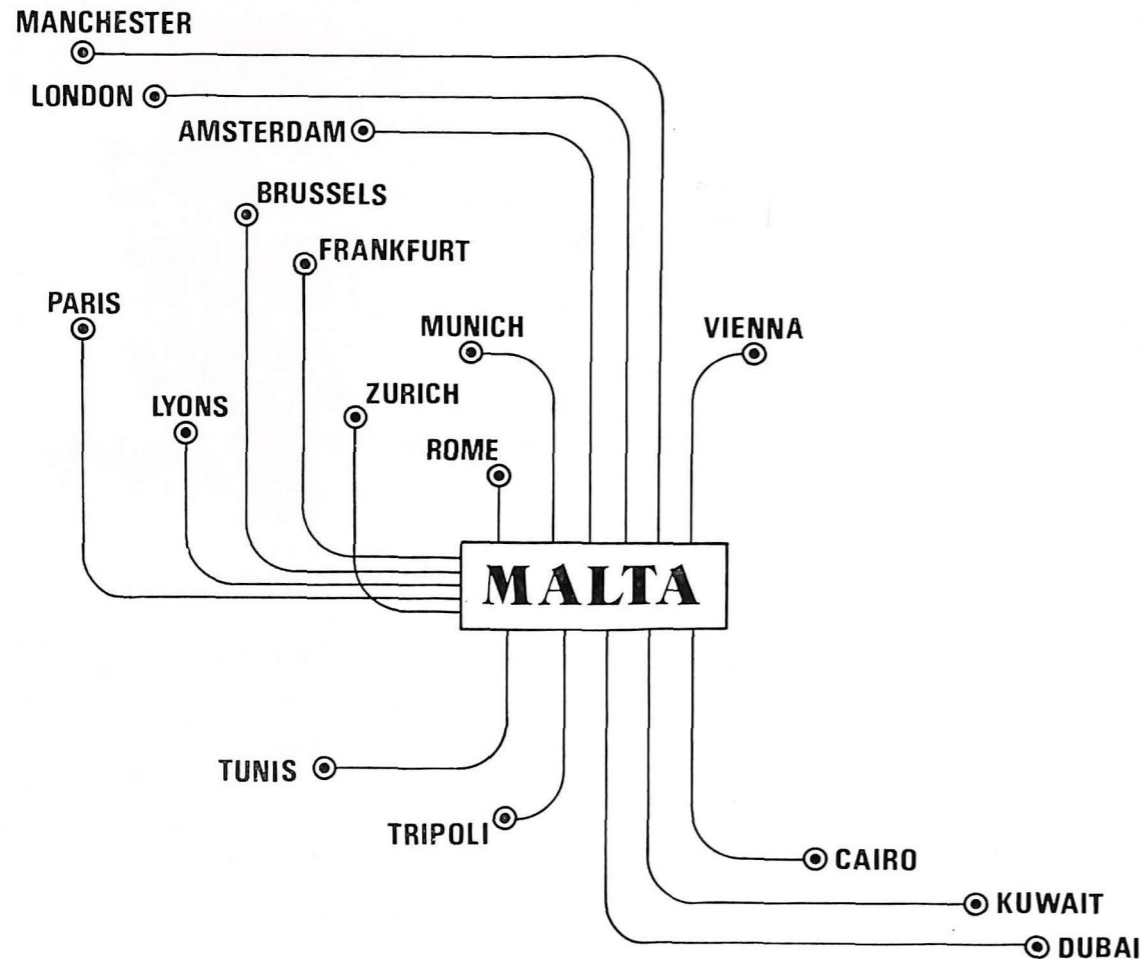 MANCHESTER
LONDON
AMSTERDAM
BRUSSELS
FRANKFURT
PARIS
MUNICH
VIENNA
ZURICH
LYONS
ROME
MALTA
TUNIS
TRIPOLI
CAIRO
KUWAIT
DUBAI